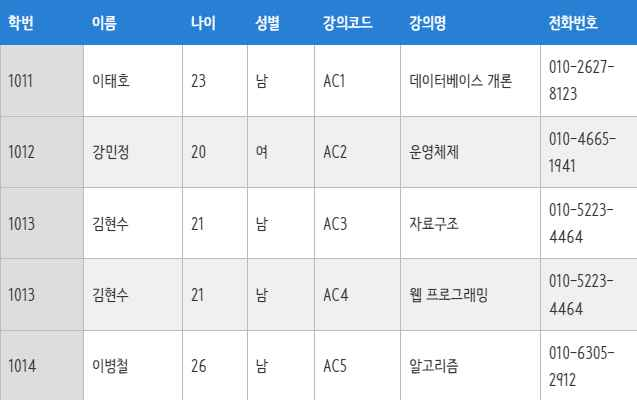 학번 이름 나이 성별 강의코드 강의명 전화번호
1011 이태호 23 남 AC1 데이터베이스 개론 010-2627-
8123
1012 강민정 20 여 AC2 운영체제 010-4665-
1941
1013 김현수 21 남 AC3 자료구조 010-5223-
4464
1013 김현수 21 남 AC4 웹 프로그래밍 010-5223-
4464
1014 이병철 26 남 AC5 알고리즘 010-6305-
2912